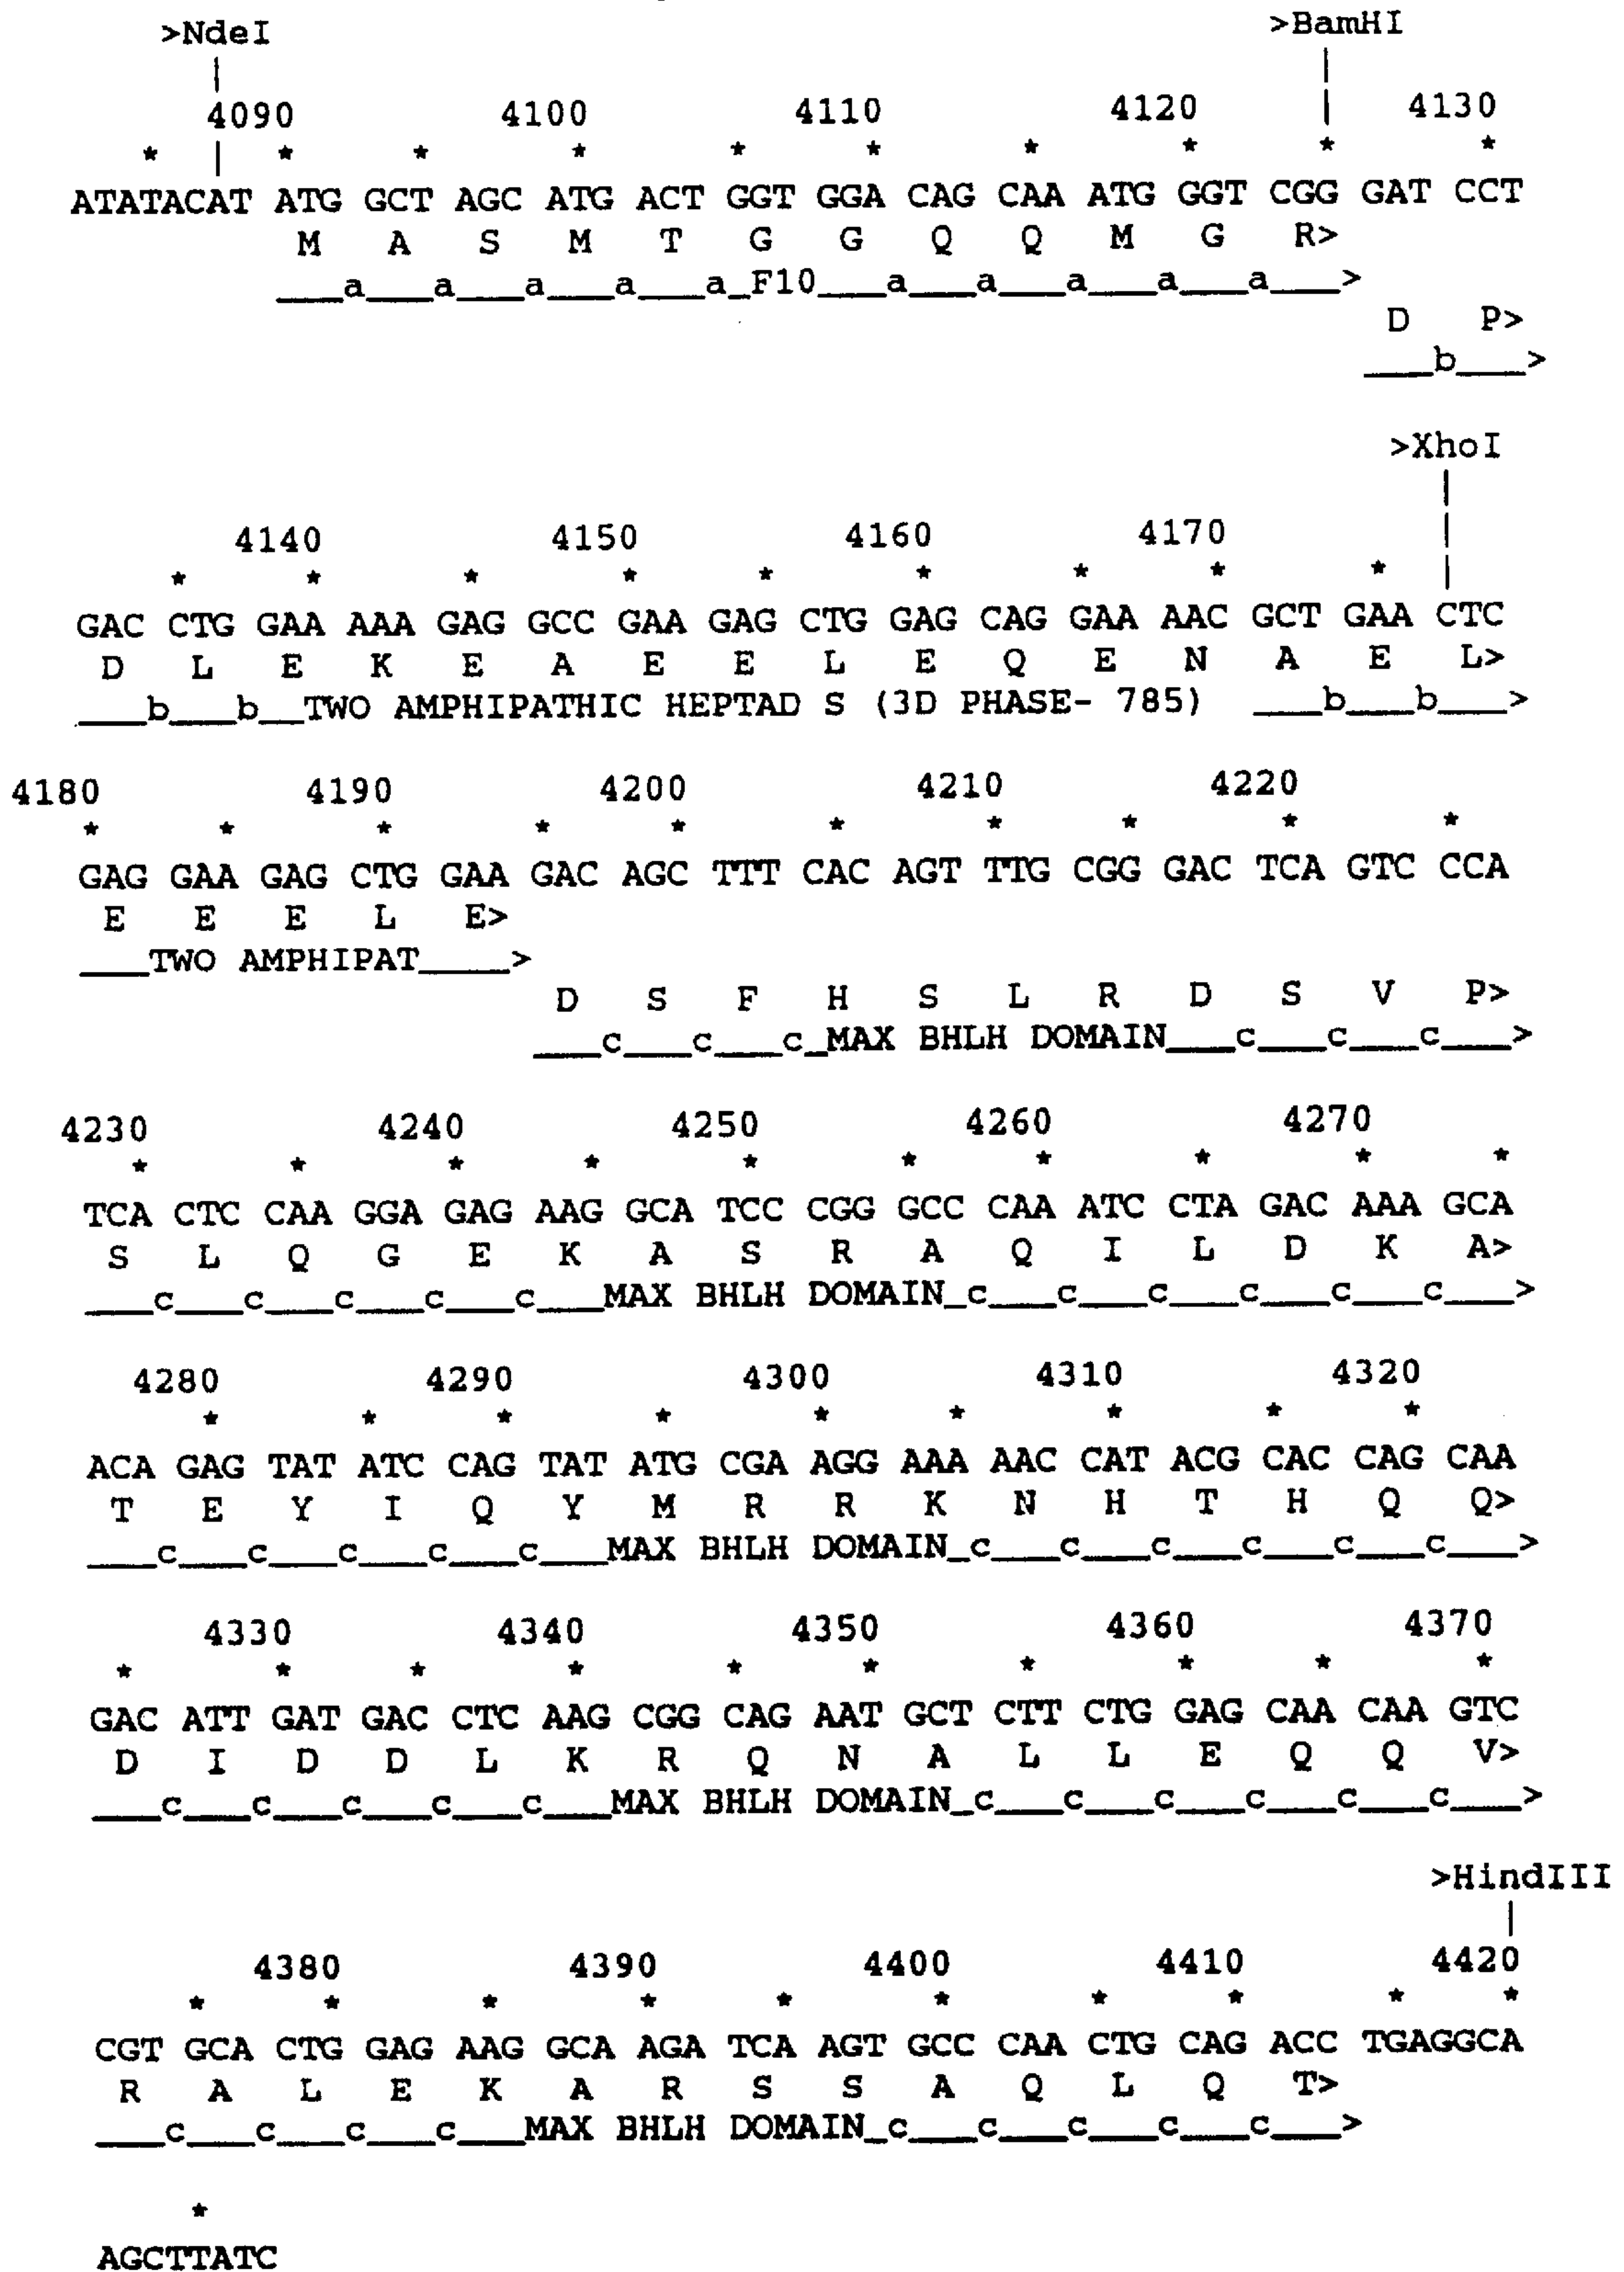 >NdeI >BamHI
| |
4090 4100 4110 4120 | 4130
* | * * * * * * * * *
ATATACAT ATG GCT AGC ATG ACT GGT GGA CAG CAA ATG GGT CGG GAT CCT
M A S M T G G Q Q M G R>
___a___a___a___a___a_F10___a___a___a___a___a___>
D P>
___b___>
>XhoI
|
4140 4150 4160 4170 |
* * * * * * * * * |
GAC CTG GAA AAA GAG GCC GAA GAG CTG GAG CAG GAA AAC GCT GAA CTC
D L E K E A E E L E Q E N A E L>
___b___b__TWO AMPHIPATHIC HEPTAD S (3D PHASE- 785) ___b___b___>
4180 4190 4200 4210 4220
* * * * * * * * * *
GAG GAA GAG CTG GAA GAC AGC TTT CAC AGT TTG CGG GAC TCA GTC CCA
E E E L E>
___TWO AMPHIPAT____>
D S F H S L R D S V P>
___c___c___c_MAX BHLH DOMAIN___c___c___c___>
4230 4240 4250 4260 4270
* * * * * * * * * *
TCA CTC CAA GGA GAG AAG GCA TCC CGG GCC CAA ATC CTA GAC AAA GCA
S L Q G E K A S R A Q I L D K A>
___c___c___c___c___c___MAX BHLH DOMAIN_c___c___c___c___c___c___>
4280 4290 4300 4310 4320
* * * * * * * * *
ACA GAG TAT ATC CAG TAT ATG CGA AGG AAA AAC CAT ACG CAC CAG CAA
T E Y I Q Y M R R K N H T H Q Q>
___c___c___c___c___c___MAX BHLH DOMAIN_c___c___c___c___c___c___>
4330 4340 4350 4360 4370
* * * * * * * * * *
GAC ATT GAT GAC CTC AAG CGG CAG AAT GCT CTT CTG GAG CAA CAA GTC
D I D D L K R Q N A L L E Q Q V>
___c___c___c___c___c___MAX BHLH DOMAIN_c___c___c___c___c___c___>
>HindIII
|
4380 4390 4400 4410 4420
* * * * * * * * * *
CGT GCA CTG GAG AAG GCA AGA TCA AGT GCC CAA CTG CAG ACC TGAGGCA
R A L E K A R S S A Q L Q T>
___c___c___c___c___MAX BHLH DOMAIN_c___c___c___c___c___>
*
AGCTTATC